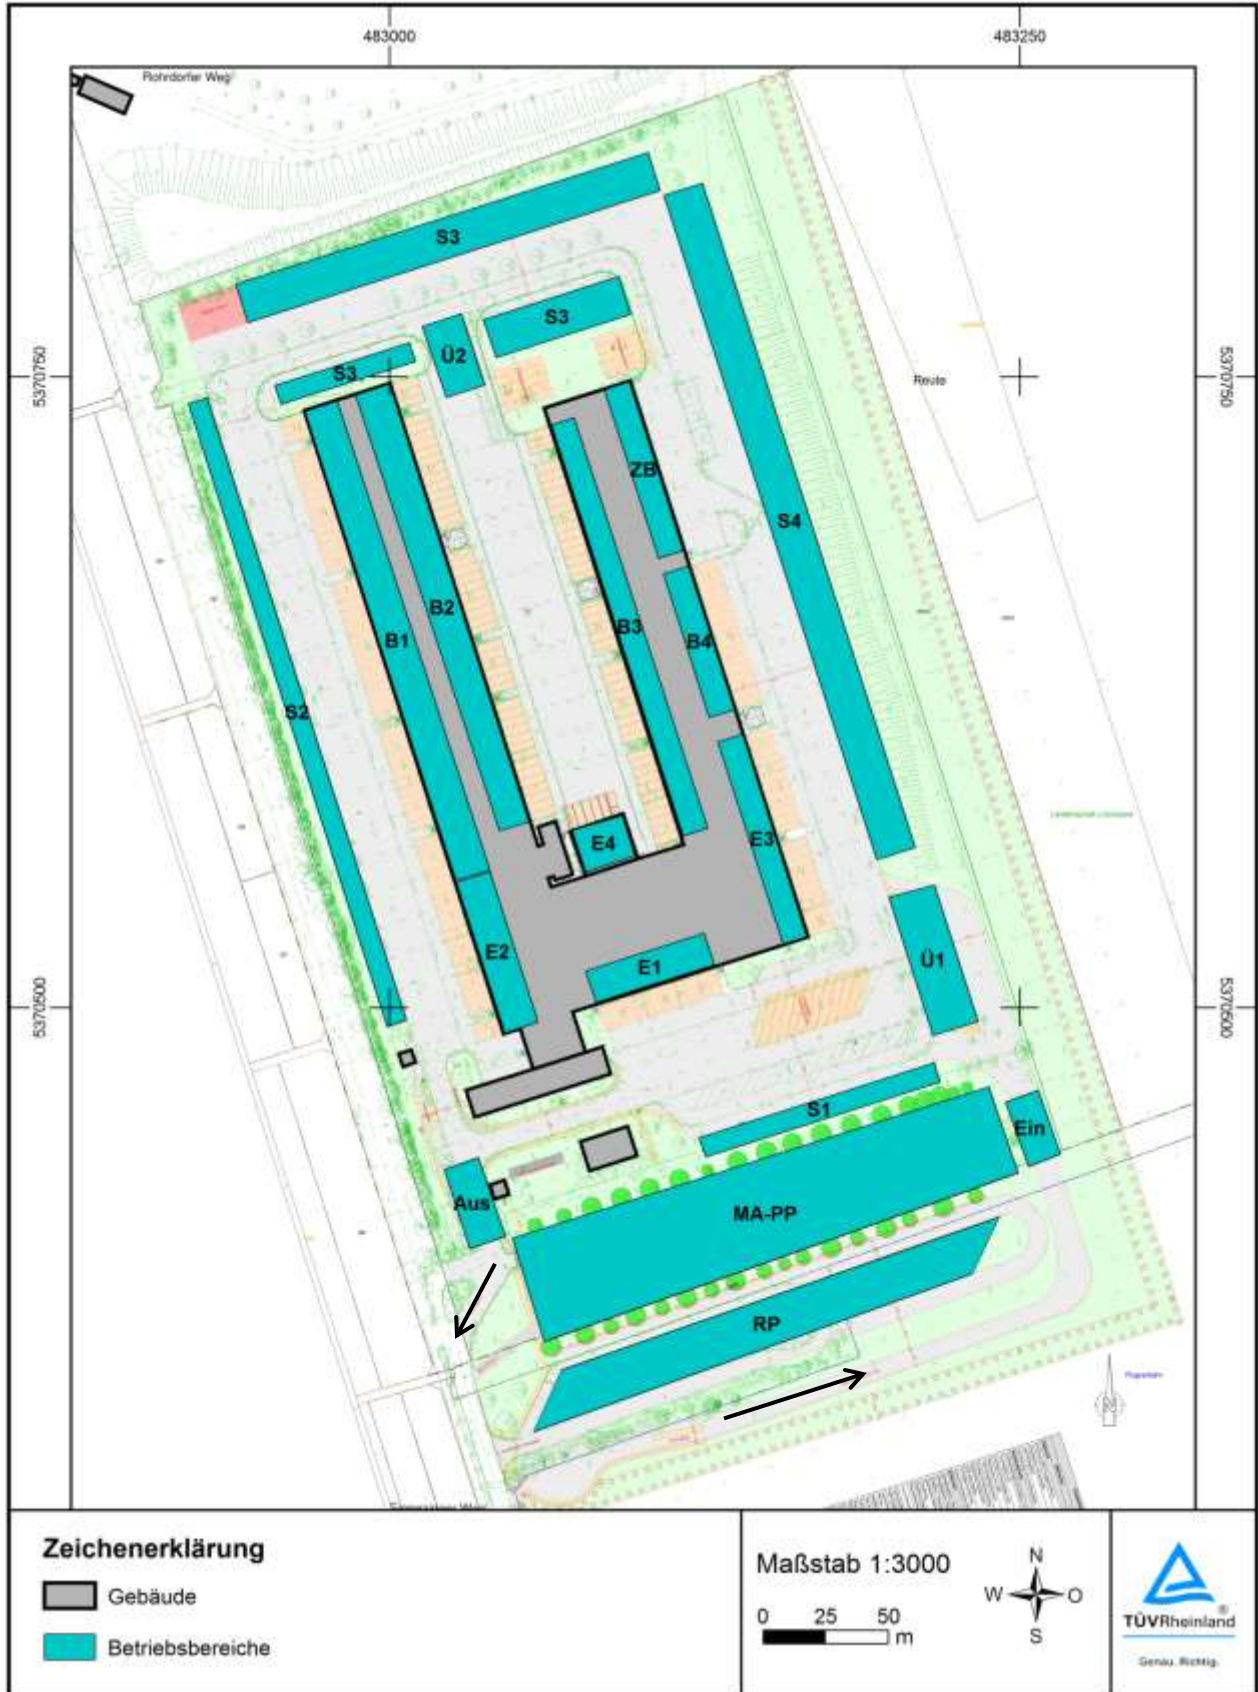 483000
483250
Rohrdorfer Weg
S3
S3
Ü2
S3
5370750
5370750
Reute
ZB
S4
B2
B3
B1
B4
S2
E4
E3
E2
E1
Ü1
5370500
5370500
S1
Ein
Aus
MA-PP
RP
Zeichenerklärung
Gebäude
Betriebsbereiche
Maßstab 1:3000
0 25 50
m
N
W O
S
TÜVRheinland
®
Genau. Richtig.